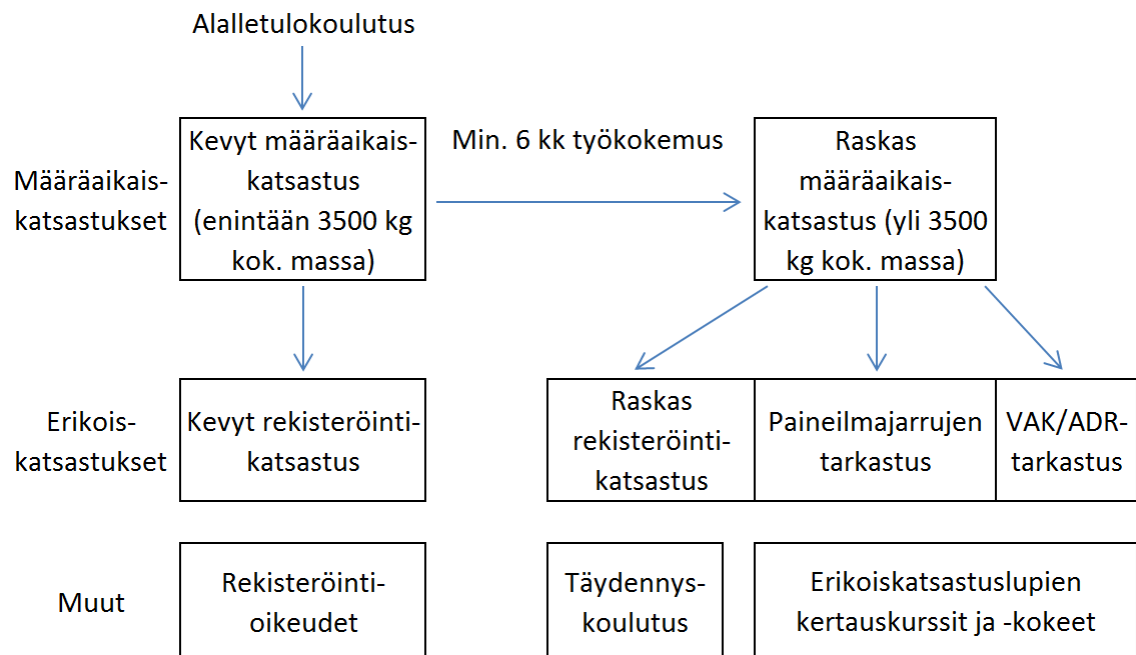 Alalletulokoulutus
Määräaikais-
katsastukset
Kevyt määräaikais-
katsastus
(enintään 3500 kg
kok. massa)
Min. 6 kk työkokemus
Raskas
määräaikais-
katsastus (yli 3500
kg kok. massa)
Erikois-
katsastukset
Kevyt rekisteröinti-
katsastus
Raskas
rekisteröinti-
katsastus
Paineilmajarrujen
tarkastus
VAK/ADR-
tarkastus
Muut
Rekisteröinti-
oikeudet
Täydennys-
koulutus
Erikoiskatsastuslupien
kertauskurssit ja -kokeet